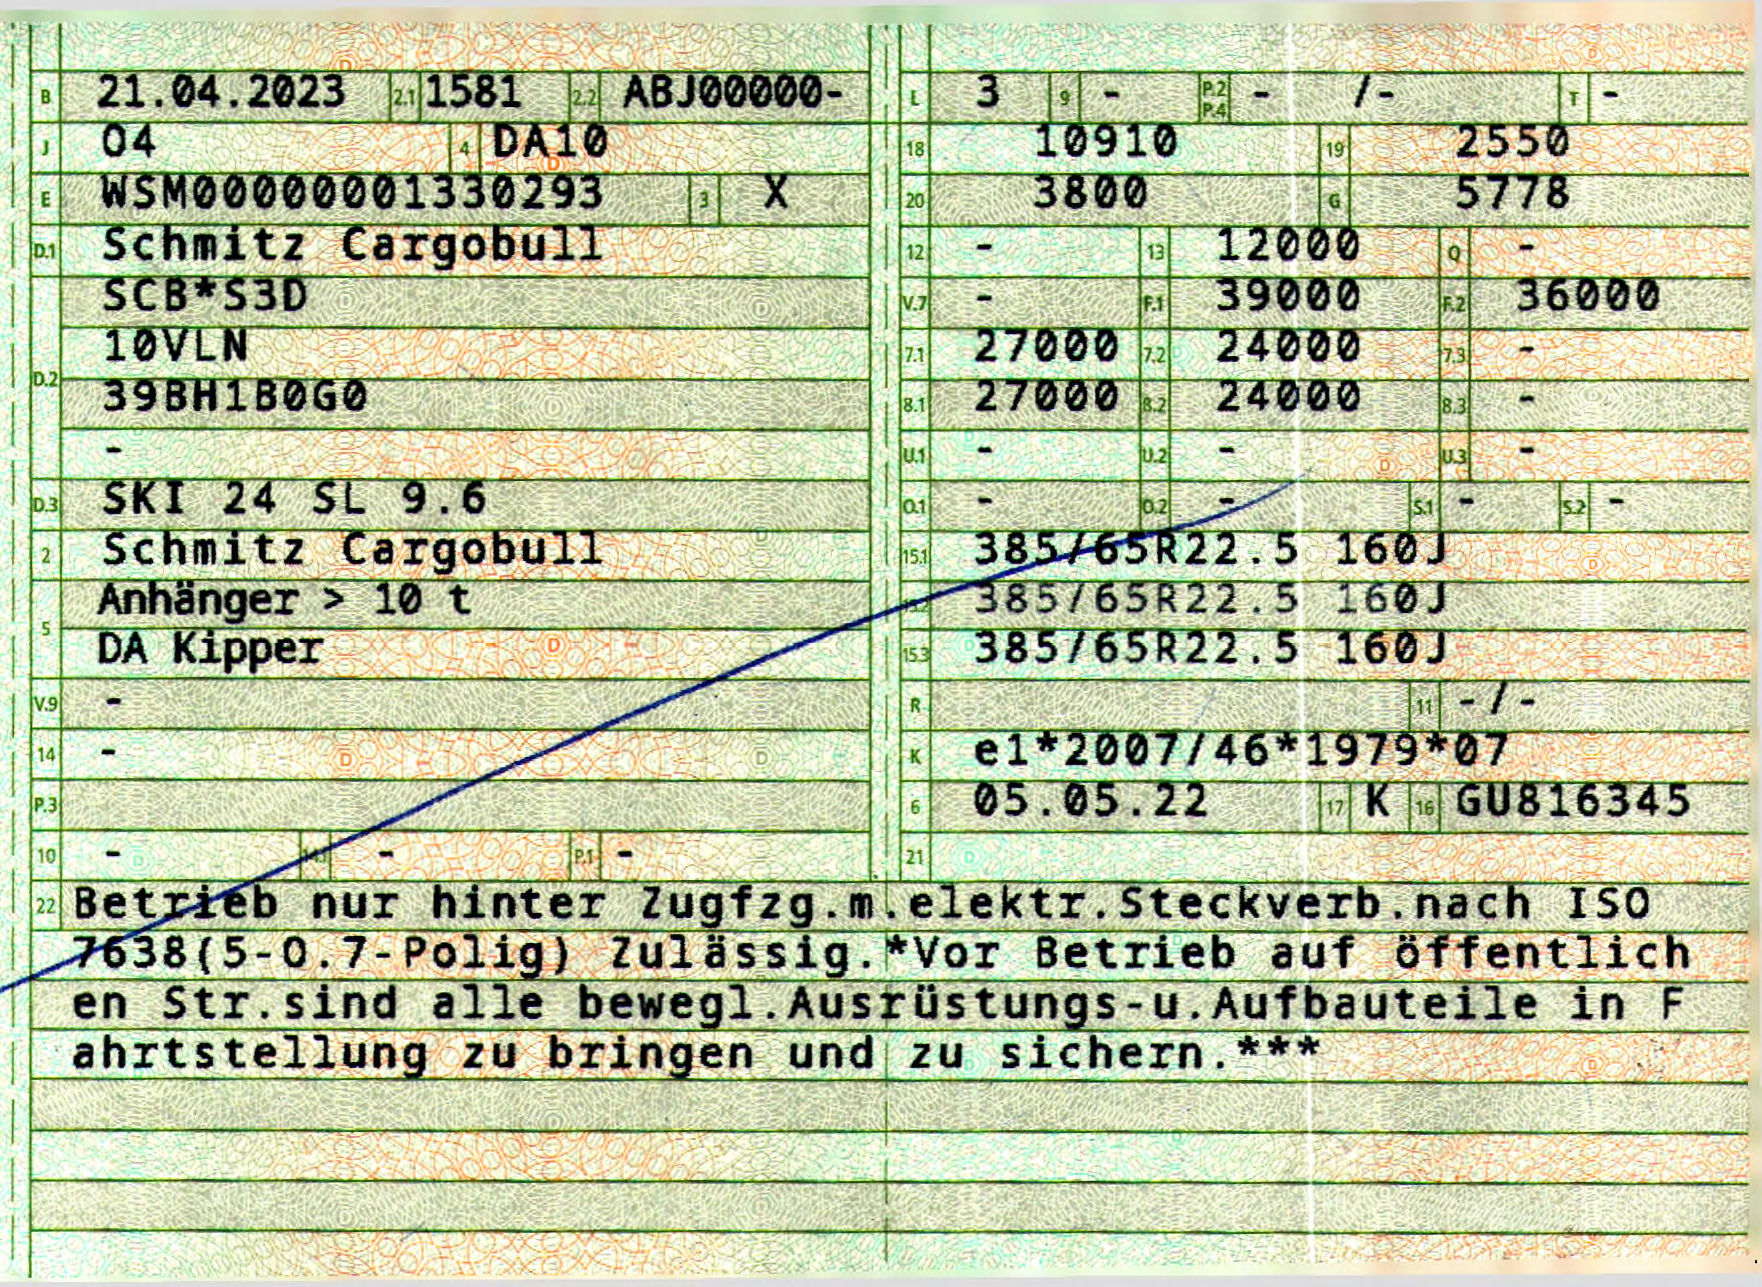 B 21.04.2023 2.1 1581 2.2 ABJ00000-
J O4 4 DA10
E WSM00000001330293 3 X
D.1 Schmitz Cargobull
SCB*S3D
D.2 10VLN
39BH1B0G0
-
D.3 SKI 24 SL 9.6
2 Schmitz Cargobull
5 Anhänger > 10 t
DA Kipper
V.9 -
14 -
P.3
10 - 14.1 - P.1 -
L 3 9 - P.2 P.4 - /- T -
18 10910 19 2550
20 3800 G 5778
12 - 13 12000 Q -
V.7 - F.1 39000 F.2 36000
7.1 27000 7.2 24000 7.3 -
8.1 27000 8.2 24000 8.3 -
U.1 - U.2 - U.3 -
O.1 - O.2 - S.1 - S.2 -
15.1 385/65R22.5 160J
15.2 385/65R22.5 160J
15.3 385/65R22.5 160J
R 11 -/-
K e1*2007/46*1979*07
6 05.05.22 17 K 16 GU816345
21
22 Betrieb nur hinter Zugfzg.m.elektr.Steckverb.nach ISO
7638(5-O.7-Polig) Zulässig.*Vor Betrieb auf öffentlich
en Str.sind alle bewegl.Ausrüstungs-u.Aufbauteile in F
ahrtstellung zu bringen und zu sichern.***